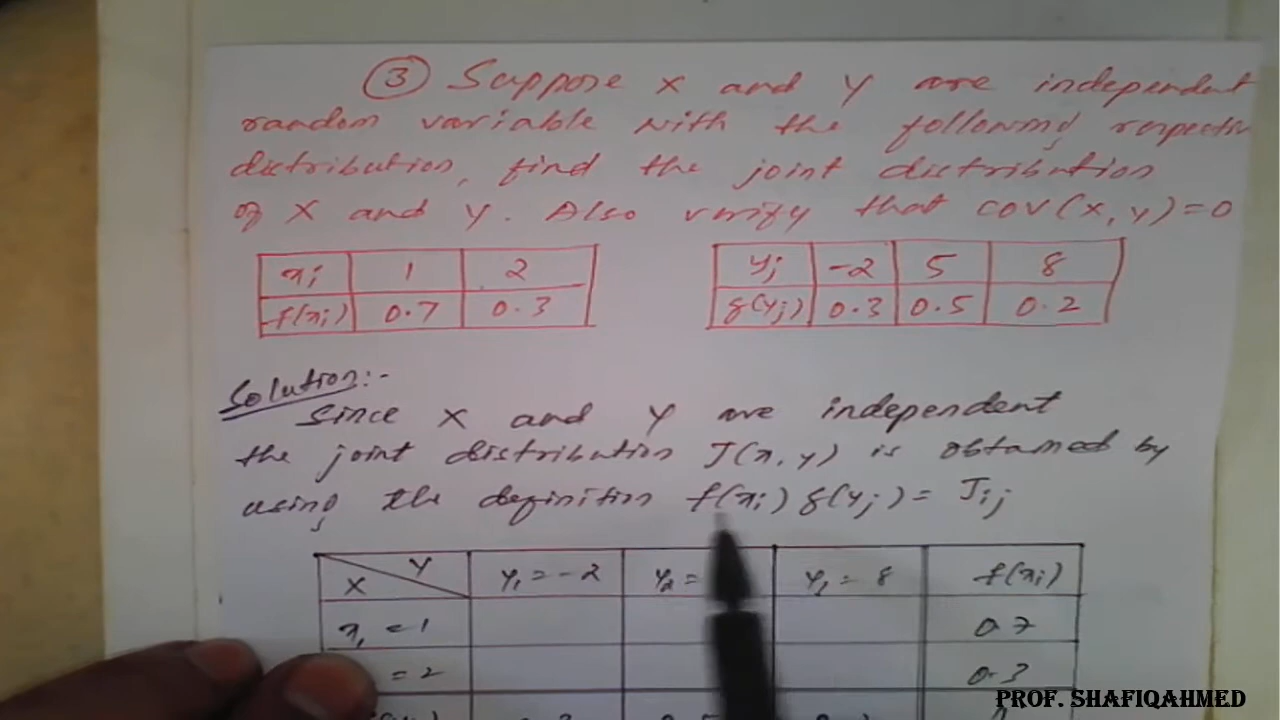 ③ Suppose X and Y are independent
random variable with the following
distribution, find the joint distribution
of X and Y. Also verify that COV(X, Y) = 0
xi 1 2
f(xi) 0.7 0.3
yj -2 5 8
g(yj) 0.3 0.5 0.2
Solution:-
Since X and Y are independent
the joint distribution J(x, y) is obtained by
using the definition f(xi) g(yj) = Jij
X Y y1 = -2 y2 = = 8 f(xi)
x1 = 1 0.7
= 2 0.3
PROF. SHAFIQAHMED